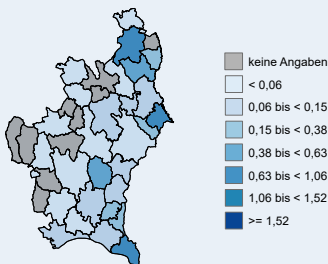 keine Angaben
< 0,06
0,06 bis < 0,15
0,15 bis < 0,38
0,38 bis < 0,63
0,63 bis < 1,06
1,06 bis < 1,52
>= 1,52